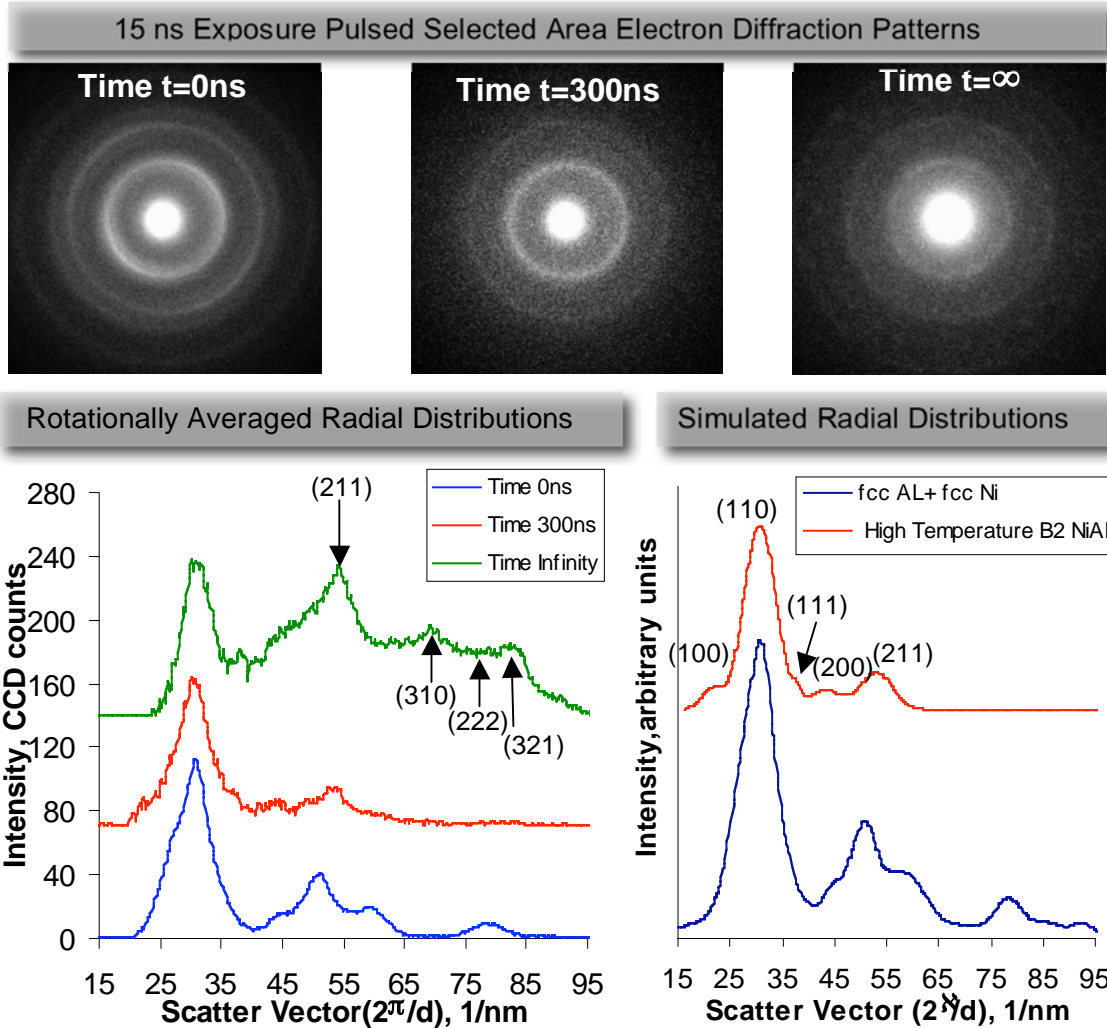 15 ns Exposure Pulsed Selected Area Electron Diffraction Patterns
Time t=0ns
Time t=300ns
Time t=∞
Rotationally Averaged Radial Distributions
Simulated Radial Distributions
280
240
200
160
120
80
40
0
Intensity, CCD counts
(211)
Time 0ns
Time 300ns
Time Infinity
(310)
(222)
(321)
15 25 35 45 55 65 75 85 95
Scatter Vector(2π/d), 1/nm
Intensity,arbitrary units
fcc AL+ fcc Ni
High Temperature B2 NiAl
(110)
(111)
(100)
(200)
(211)
15 25 35 45 55 65 75 85 95
Scatter Vector (2ℵ/d), 1/nm